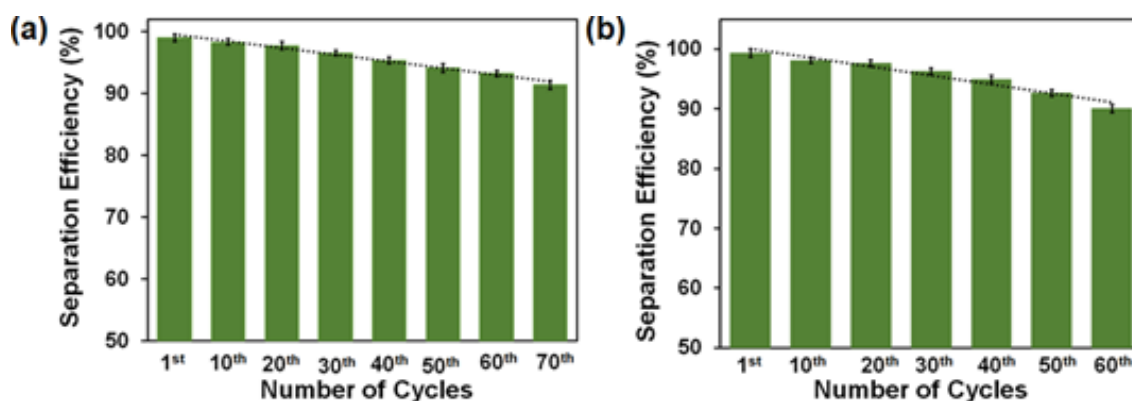 (a)
Separation Efficiency (%)
100
90
80
70
60
50
1st 10th 20th 30th 40th 50th 60th 70th
Number of Cycles
(b)
Separation Efficiency (%)
100
90
80
70
60
50
1st 10th 20th 30th 40th 50th 60th
Number of Cycles